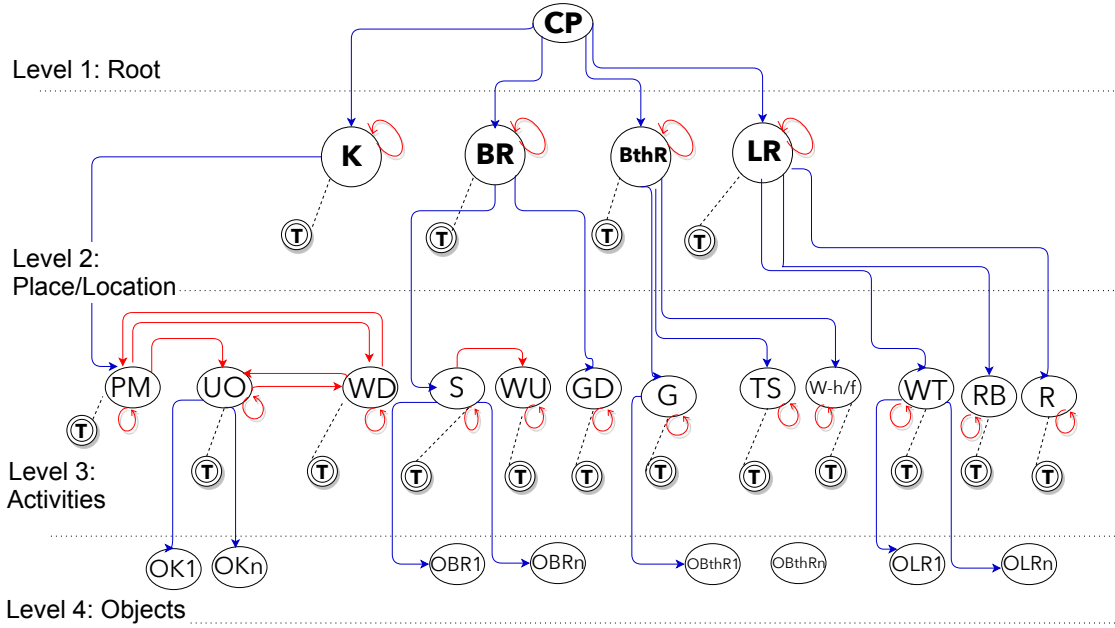 CP
Level 1: Root
K
BR
BthR
LR
T
T
T
T
Level 2:
Place/Location
PM
UO
WD
S
WU
GD
G
TS
W-h/f
WT
RB
R
T
T
T
T
T
T
T
T
T
T
T
T
Level 3:
Activities
OK1
OKn
OBR1
OBRn
OBthR1
OBthRn
OLR1
OLRn
Level 4: Objects